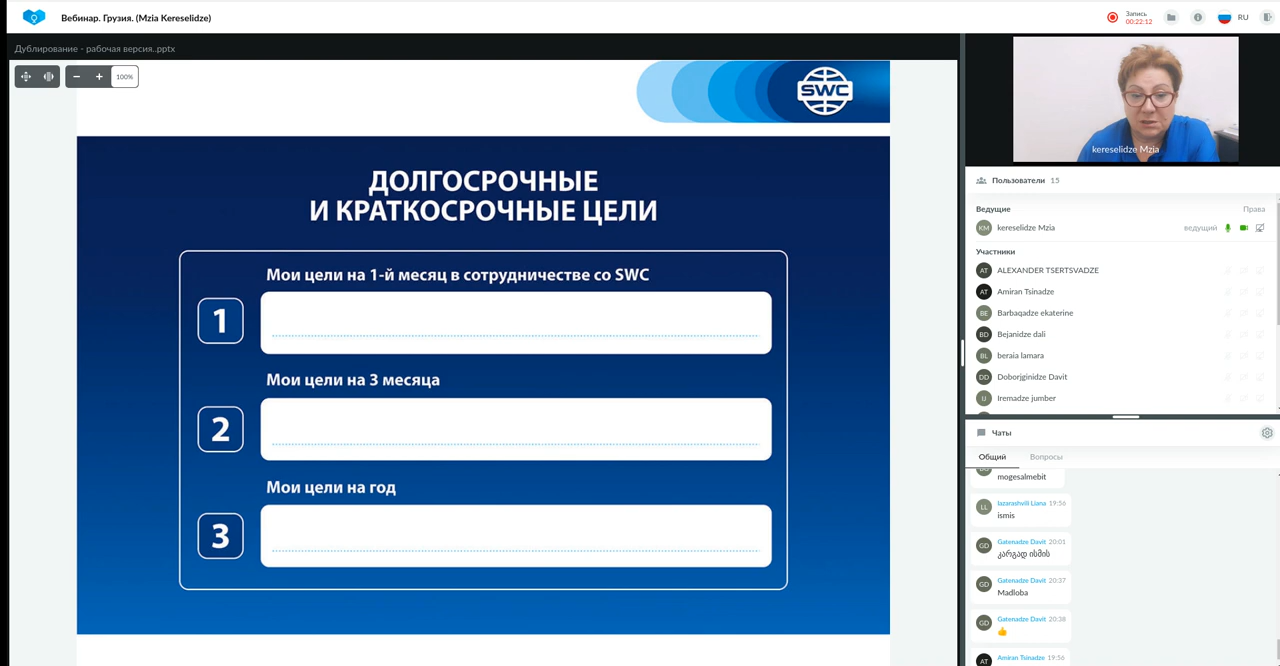 Вебинар. Грузия. (Mzia Kereselidze)
Запись
00:22:12
RU
Дублирование - рабочая версия..pptx
100%
SWC
ДОЛГОСРОЧНЫЕ
И КРАТКОСРОЧНЫЕ ЦЕЛИ
Мои цели на 1-й месяц в сотрудничестве со SWC
1
Мои цели на 3 месяца
2
Мои цели на год
3
kereselidze Mzia
Пользователи 15
Ведущие Права
KM kereselidze Mzia ведущий
Участники
AT ALEXANDER TSERTSVADZE
AT Amiran Tsinadze
BE Barbaqadze ekaterine
BD Bejanidze dali
BL beraia lamara
DD Doborjginidze Davit
IJ Iremadze jumber
Чаты
Общий Вопросы
mogesalmebit
LL lazarashvili Liana 19:56
ismis
GD Gatenadze Davit 20:01
კარგად ისმის
GD Gatenadze Davit 20:37
Madloba
GD Gatenadze Davit 20:38
👍
AT Amiran Tsinadze 19:56